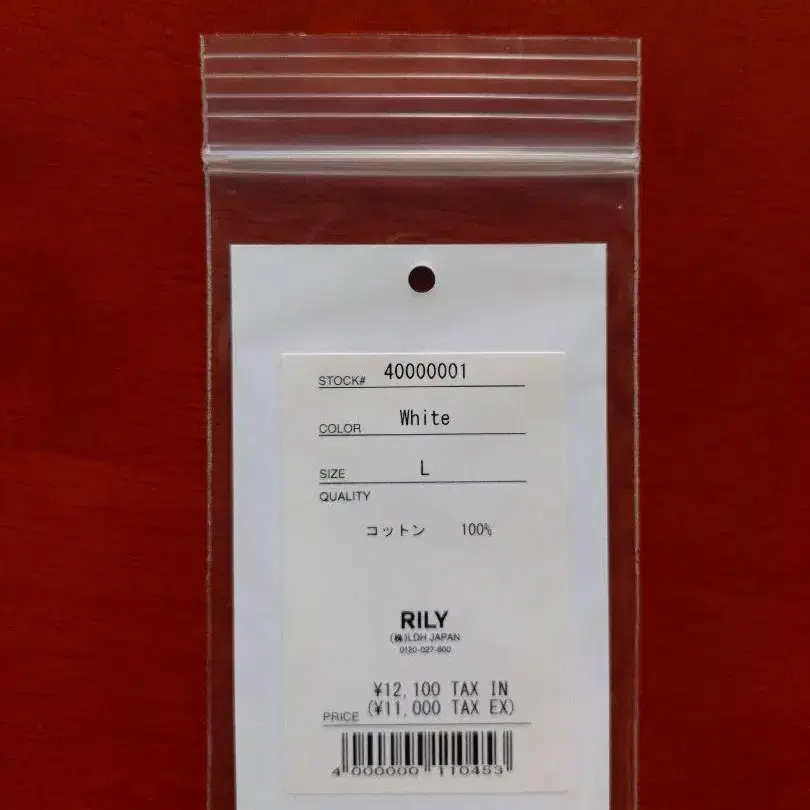 STOCK# 40000001
COLOR White
SIZE L
QUALITY
コットン 100%
RILY
(株)LDH JAPAN
0120-027-600
¥12,100 TAX IN
PRICE (¥11,000 TAX EX)
4 000000 110453